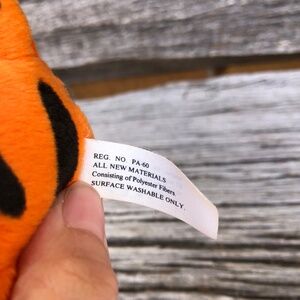 REG. NO. PA-60
ALL NEW MATERIALS
Consisting of Polyester Fibers
SURFACE WASHABLE ONLY.